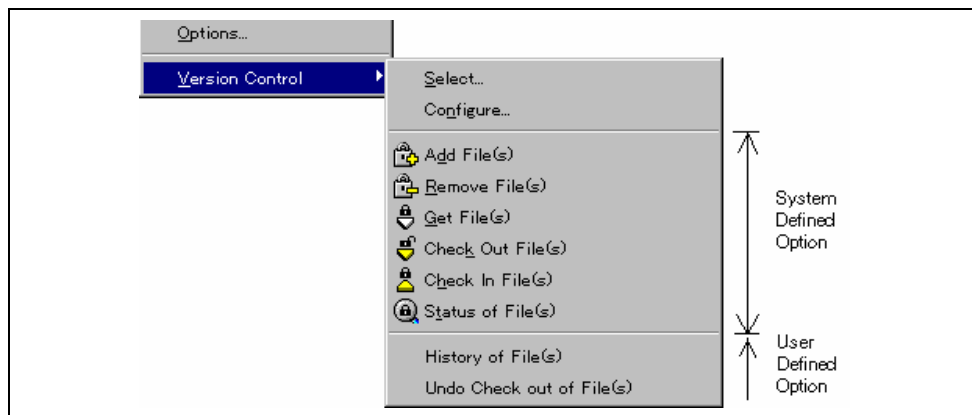 Options...
Version Control
Select...
Configure...
Add File(s)
Remove File(s)
Get File(s)
Check Out File(s)
Check In File(s)
Status of File(s)
System
Defined
Option
History of File(s)
Undo Check out of File(s)
User
Defined
Option